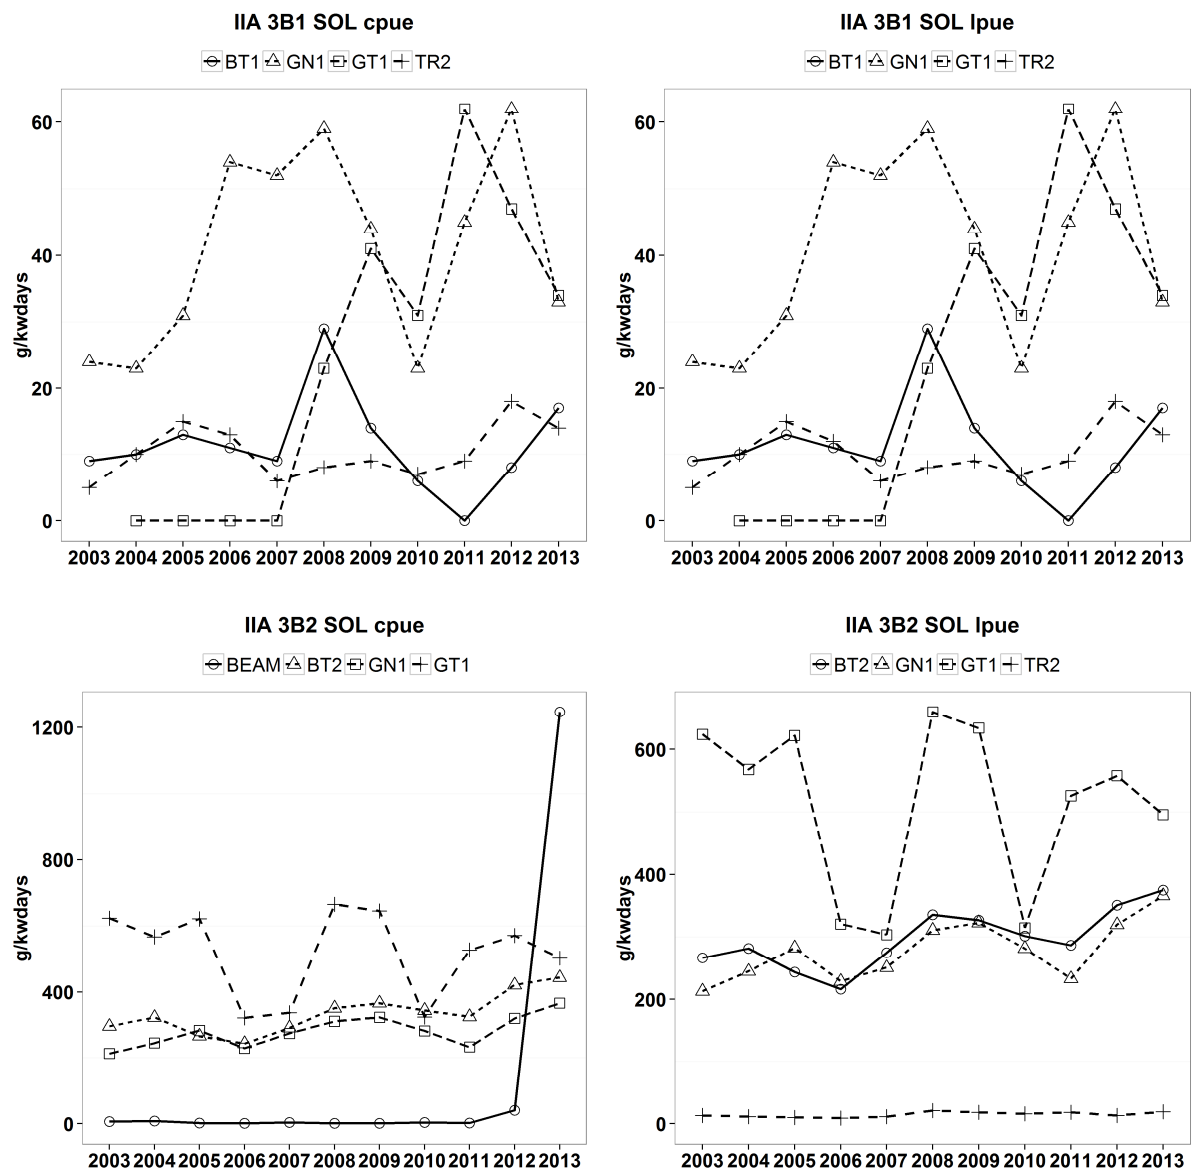 IIA 3B1 SOL cpue
BT1 GN1 GT1 TR2
60
40
20
0
g/kwdays
2003 2004 2005 2006 2007 2008 2009 2010 2011 2012 2013
IIA 3B1 SOL lpue
BT1 GN1 GT1 TR2
60
40
20
0
g/kwdays
2003 2004 2005 2006 2007 2008 2009 2010 2011 2012 2013
IIA 3B2 SOL cpue
BEAM BT2 GN1 GT1
1200
800
400
0
g/kwdays
2003 2004 2005 2006 2007 2008 2009 2010 2011 2012 2013
IIA 3B2 SOL lpue
BT2 GN1 GT1 TR2
600
400
200
0
g/kwdays
2003 2004 2005 2006 2007 2008 2009 2010 2011 2012 2013